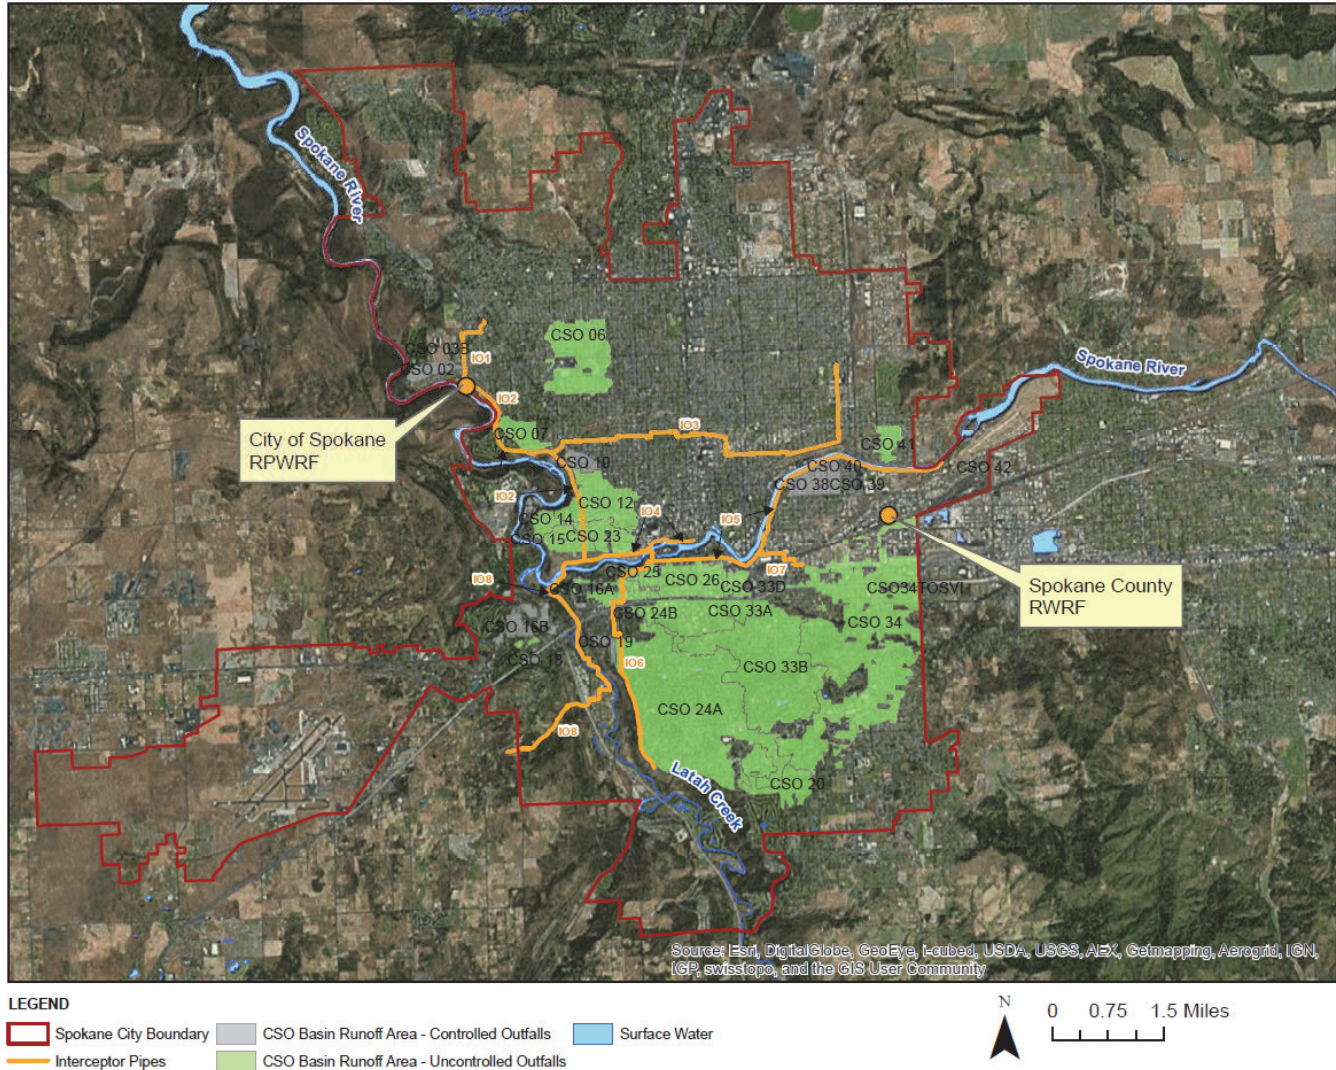 Spokane River
CSO 06
CSO 03B
IO1
CSO 02
Spokane River
IO2
City of Spokane
RPWRF
CSO 07
IO3
CSO 41
CSO 10
CSO 40
CSO 42
CSO 38CSO 39
IO2
CSO 12
IO4
IO5
CSO 14
CSO 15
CSO 23
IO7
IO8
CSO 25
CSO 26
CSO 33D
CSO34TOSVI
Spokane County
RWRF
CSO 16A
CSO 24B
CSO 33A
CSO 34
CSO 16B
CSO 19
IO6
CSO 33B
CSO 24A
IO8
Latah Creek
CSO 20
Source: Esri, DigitalGlobe, GeoEye, i-cubed, USDA, USGS, AEX, Getmapping, Aerogrid, IGN,
IGP, swisstopo, and the GIS User Community
LEGEND
Spokane City Boundary
CSO Basin Runoff Area - Controlled Outfalls
Surface Water
Interceptor Pipes
CSO Basin Runoff Area - Uncontrolled Outfalls
N
0 0.75 1.5 Miles